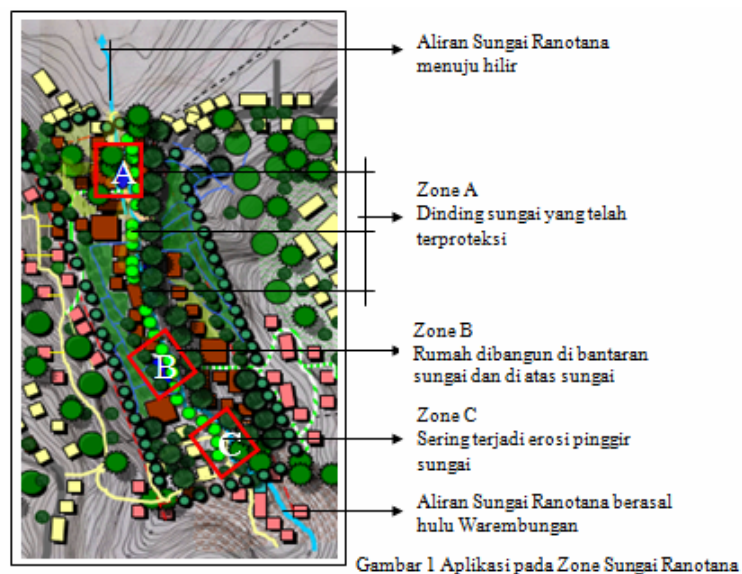 Aliran Sungai Ranotana
menuju hilir
A
Zone A
Dinding sungai yang telah
terproteksi
Zone B
Rumah dibangun di bantaran
sungai dan di atas sungai
B
Zone C
Sering terjadi erosi pinggir
sungai
C
Aliran Sungai Ranotana berasal
hulu Warembungan
Gambar 1 Aplikasi pada Zone Sungai Ranotana